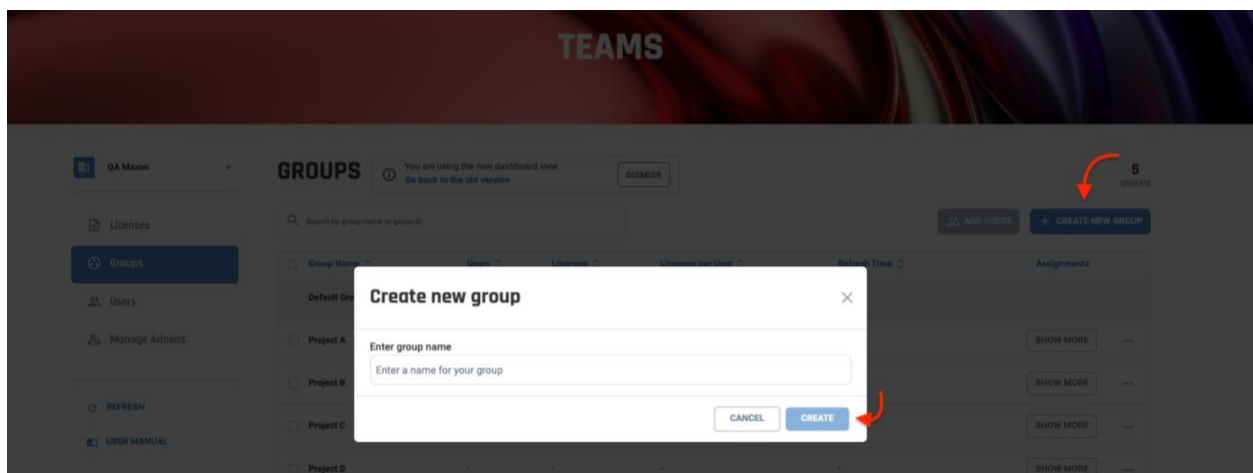 TEAMS
QA Maxon
GROUPS
You are using the new dashboard view
Go back to the old version
DISMISS
5
GROUPS
Search by group name or group ID
ADD USERS
+ CREATE NEW GROUP
Licenses
Groups
Users
Manage Admins
REFRESH
USER MANUAL
Group Name Users Licenses Licenses per User Refresh Time Assignments
Default
Create new group
Enter group name
Enter a name for your group
CANCEL
CREATE
Project A SHOW MORE ...
Project B SHOW MORE ...
Project C SHOW MORE ...
Project D - - - - SHOW MORE ...